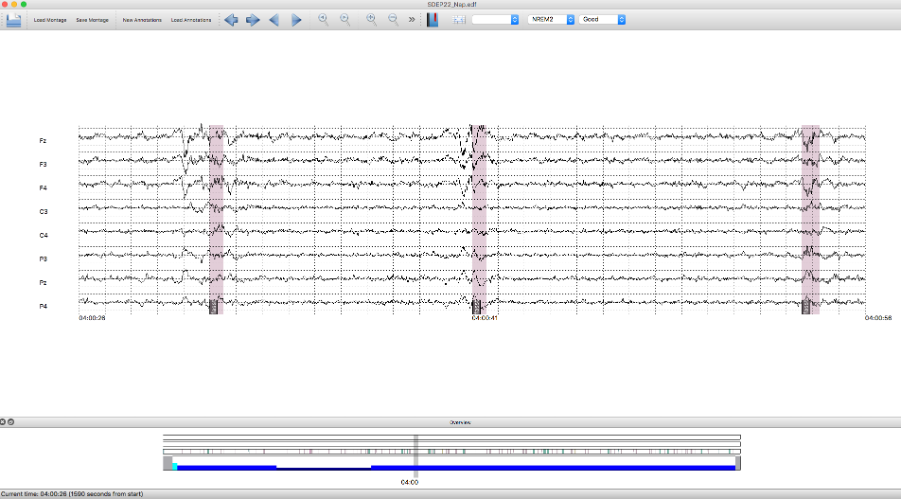 SDEP22_Nap.edf
Load Montage Save Montage New Annotations Load Annotations » NREM2 Good
Fz
F3
F4
C3
C4
P3
Pz
P4
04:00:26 04:00:41 04:00:56
Overview
04:00
Current time: 04:00:26 (1590 seconds from start)